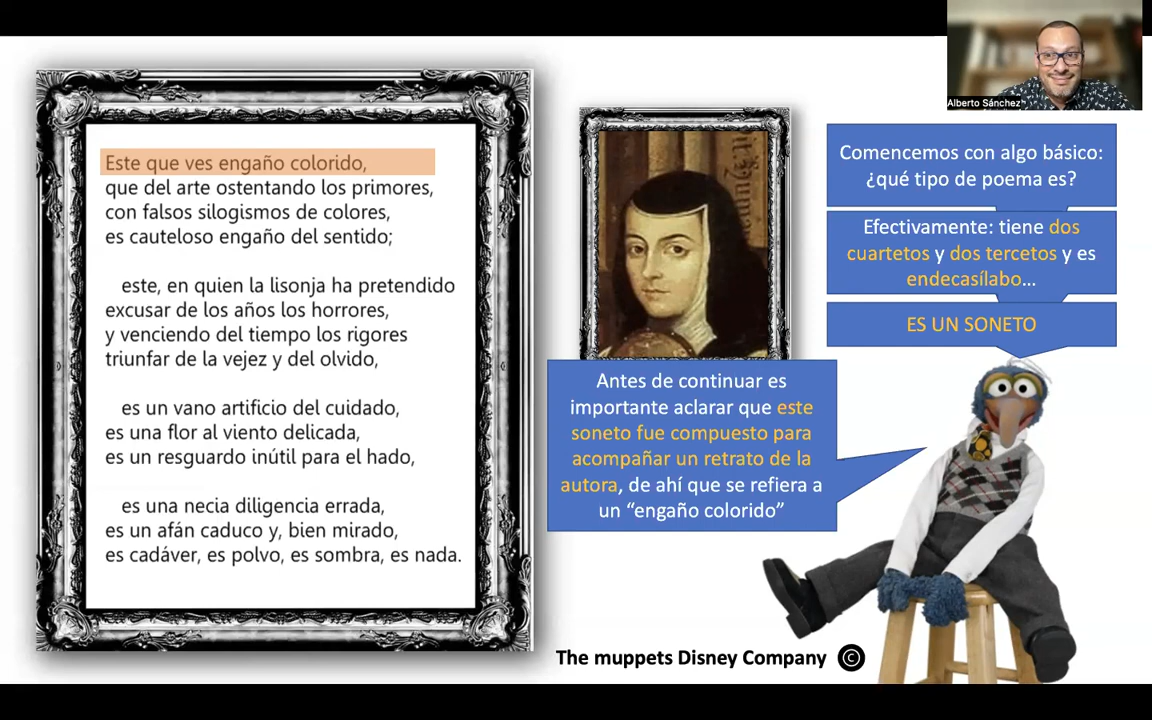 Alberto Sánchez
Este que ves engaño colorido,
que del arte ostentando los primores,
con falsos silogismos de colores,
es cauteloso engaño del sentido;
este, en quien la lisonja ha pretendido
excusar de los años los horrores,
y venciendo del tiempo los rigores
triunfar de la vejez y del olvido,
es un vano artificio del cuidado,
es una flor al viento delicada,
es un resguardo inútil para el hado,
es una necia diligencia errada,
es un afán caduco y, bien mirado,
es cadáver, es polvo, es sombra, es nada.
Comencemos con algo básico:
¿qué tipo de poema es?
Efectivamente: tiene dos
cuartetos y dos tercetos y es
endecasílabo…
ES UN SONETO
Antes de continuar es
importante aclarar que este
soneto fue compuesto para
acompañar un retrato de la
autora, de ahí que se refiera a
un “engaño colorido”
The muppets Disney Company ©